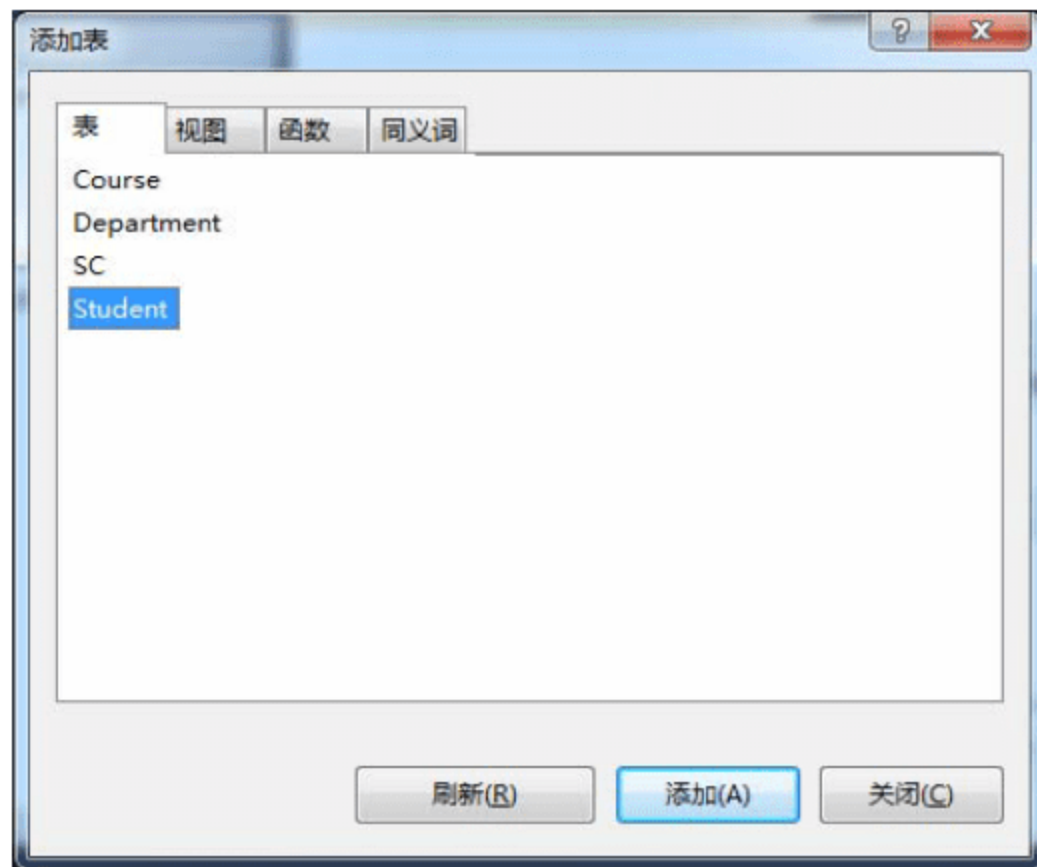 添加表
表 视图 函数 同义词
Course
Department
SC
Student
刷新(R) 添加(A) 关闭(C)